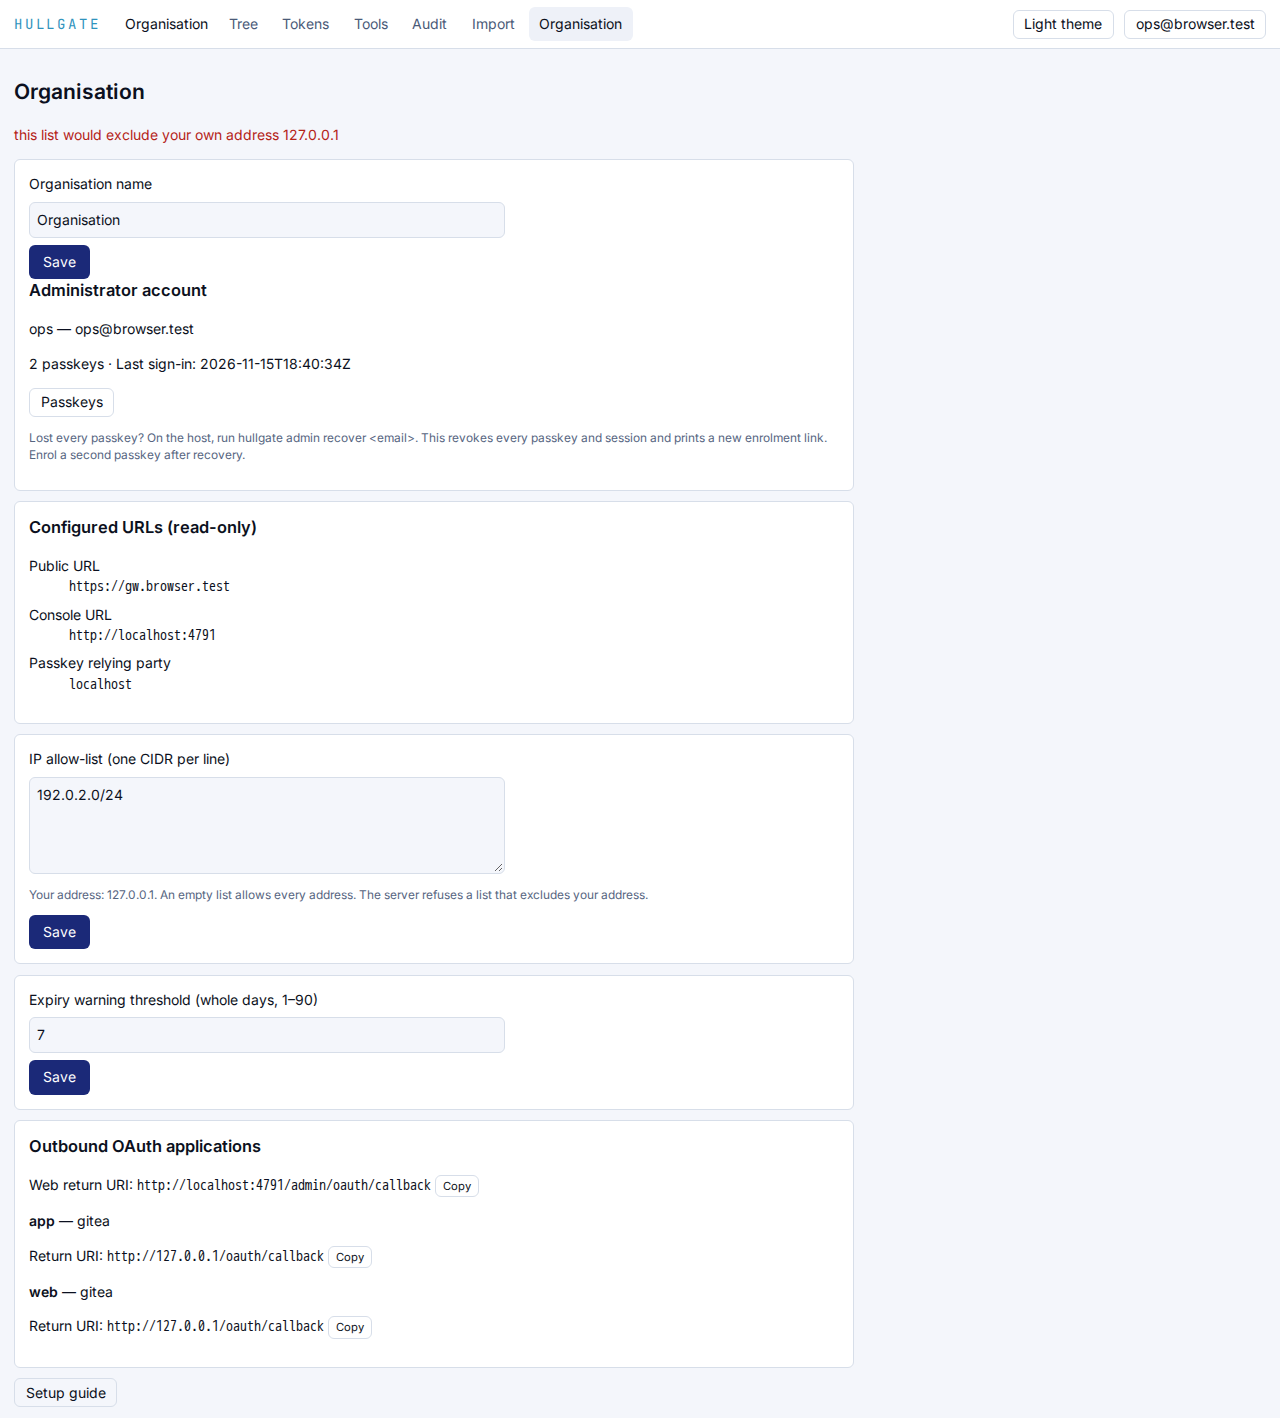 HULLGATE Organisation Tree Tokens Tools Audit Import Organisation Light theme ops@browser.test
Organisation
this list would exclude your own address 127.0.0.1
Organisation name
Organisation
Save
Administrator account
ops — ops@browser.test
2 passkeys · Last sign-in: 2026-11-15T18:40:34Z
Passkeys
Lost every passkey? On the host, run hullgate admin recover <email>. This revokes every passkey and session and prints a new enrolment link.
Enrol a second passkey after recovery.
Configured URLs (read-only)
Public URL
https://gw.browser.test
Console URL
http://localhost:4791
Passkey relying party
localhost
IP allow-list (one CIDR per line)
192.0.2.0/24
Your address: 127.0.0.1. An empty list allows every address. The server refuses a list that excludes your address.
Save
Expiry warning threshold (whole days, 1–90)
7
Save
Outbound OAuth applications
Web return URI: http://localhost:4791/admin/oauth/callback Copy
app — gitea
Return URI: http://127.0.0.1/oauth/callback Copy
web — gitea
Return URI: http://127.0.0.1/oauth/callback Copy
Setup guide